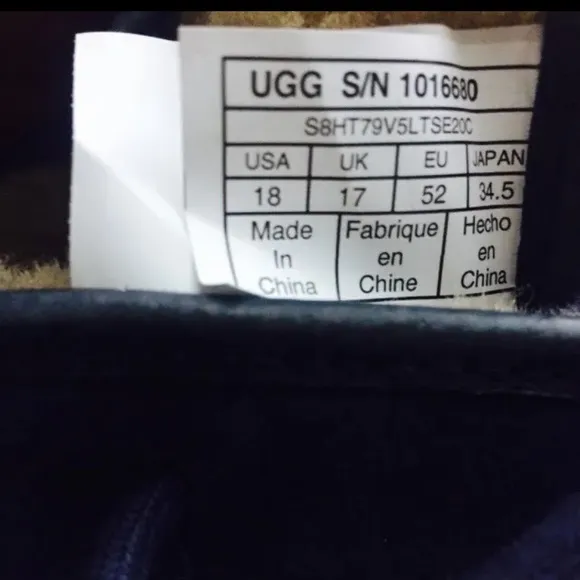 UGG S/N 1016680
S8HT79V5LTSE20C
USA UK EU JAPAN
18 17 52 34.5
Made Fabrique Hecho
In en en
China Chine China